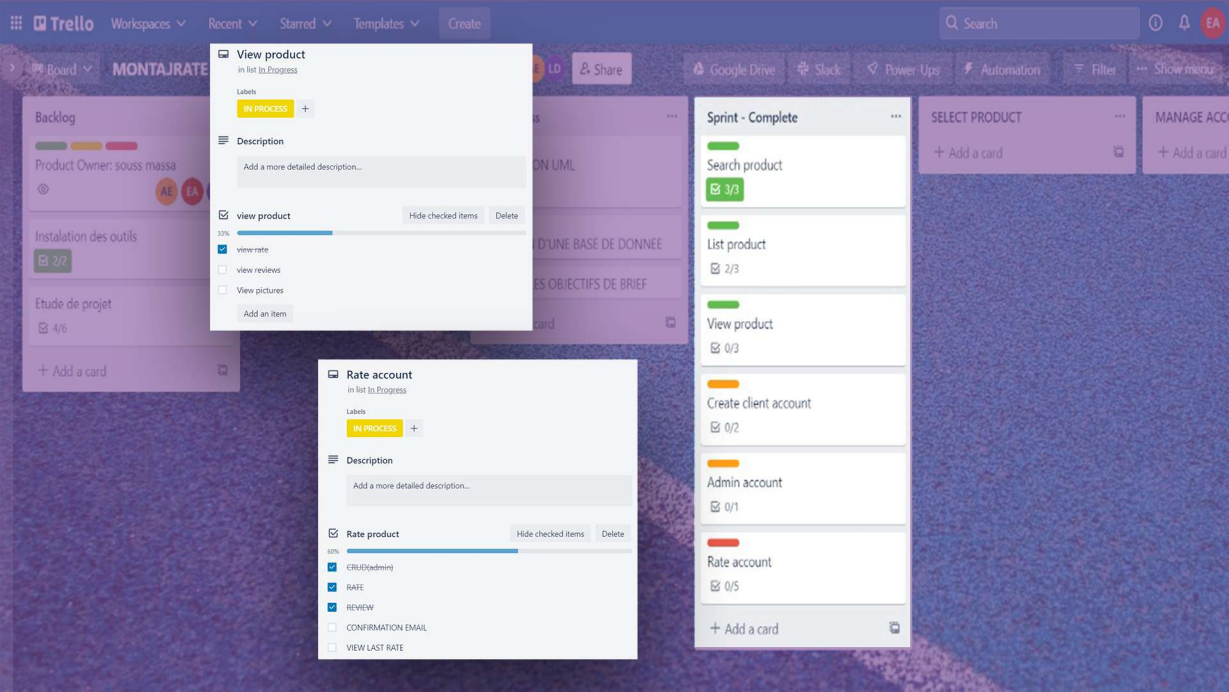 Trello
Workspaces
Recent
Starred
Templates
Create
Search
EA
Board
MONTAJRATE
LD
Share
Google Drive
Slack
Power-Ups
Automation
Filter
Show menu
Backlog
Product Owner: souss massa
AE
EA
Instalation des outils
2/2
Etude de projet
4/6
+ Add a card
View product
in list In Progress
Labels
IN PROCESS
+
Description
Add a more detailed description...
view product
Hide checked items
Delete
33%
view rate
view reviews
View pictures
Add an item
UML
D'UNE BASE DE DONNEE
OBJECTIFS DE BRIEF
card
Rate account
in list In Progress
Labels
IN PROCESS
+
Description
Add a more detailed description...
Rate product
Hide checked items
Delete
60%
CRUD(admin)
RATE
REVIEW
CONFIRMATION EMAIL
VIEW LAST RATE
Sprint - Complete
Search product
3/3
List product
2/3
View product
0/3
Create client account
0/2
Admin account
0/1
Rate account
0/5
+ Add a card
SELECT PRODUCT
+ Add a card
MANAGE ACCO
+ Add a card